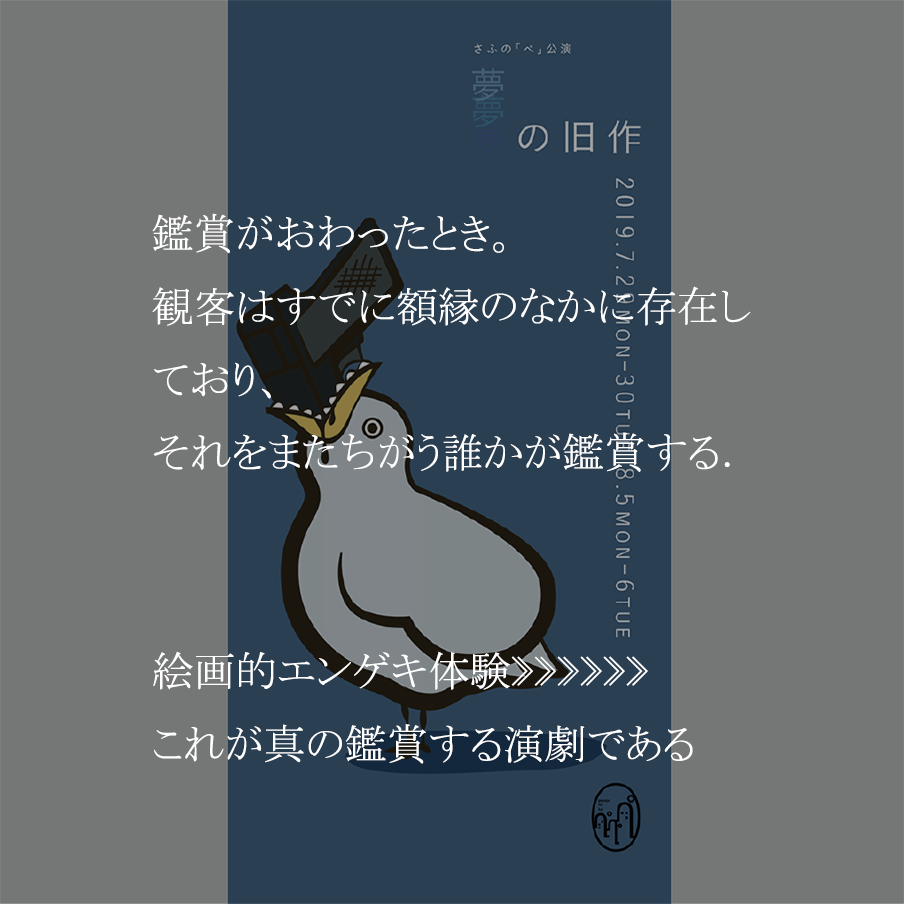 さふの「ペ」公演
夢
夢
の旧作
2019.7.29MON-30TUE 8.5MON-6TUE
鑑賞がおわったとき。
観客はすでに額縁のなかに存在し
ており、
それをまたちがう誰かが鑑賞する.
絵画的エンゲキ体験》》》》》》
これが真の鑑賞する演劇である